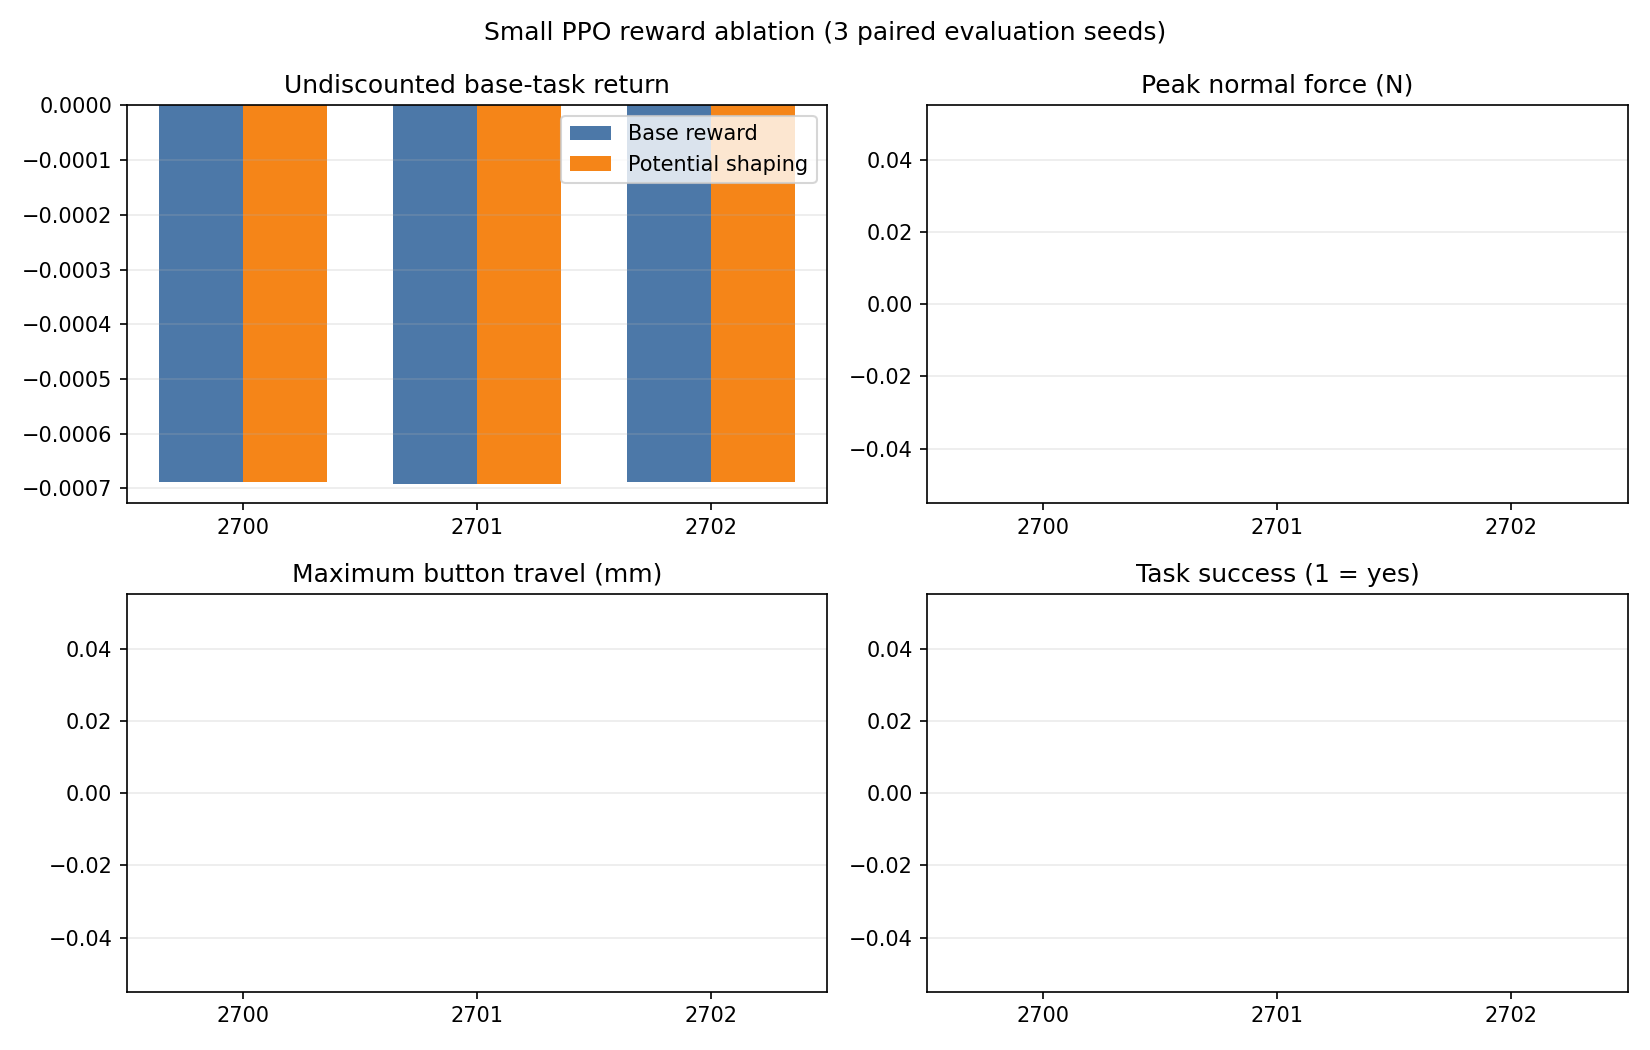 Small PPO reward ablation (3 paired evaluation seeds)
Undiscounted base-task return
0.0000
−0.0001
−0.0002
−0.0003
−0.0004
−0.0005
−0.0006
−0.0007
Base reward
Potential shaping
2700 2701 2702
Peak normal force (N)
0.04
0.02
0.00
−0.02
−0.04
2700 2701 2702
Maximum button travel (mm)
0.04
0.02
0.00
−0.02
−0.04
2700 2701 2702
Task success (1 = yes)
0.04
0.02
0.00
−0.02
−0.04
2700 2701 2702